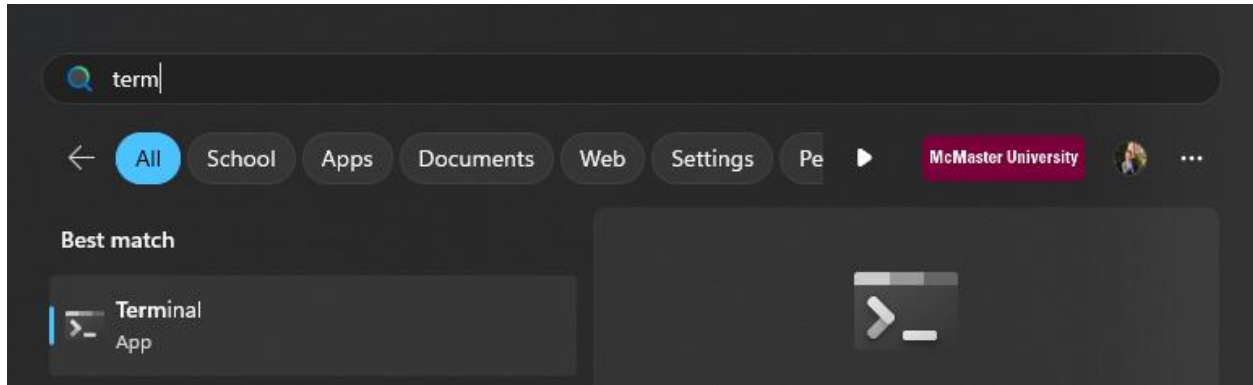 term
All School Apps Documents Web Settings Pe McMaster University
Best match
Terminal
App